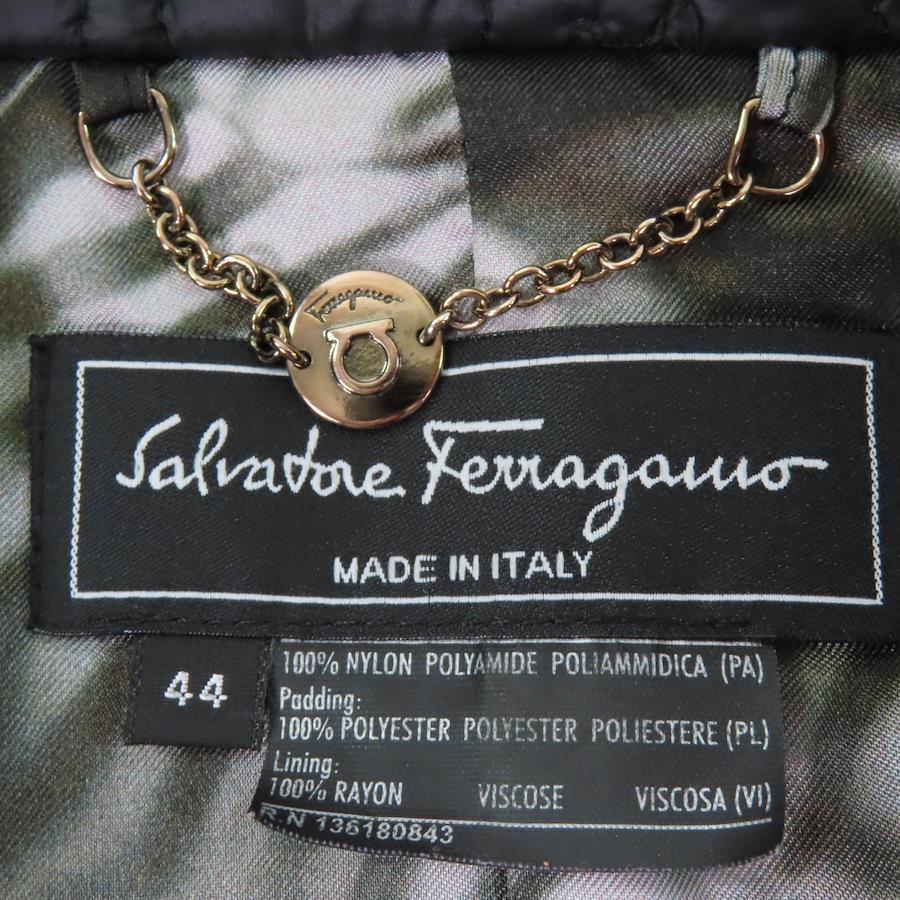 Ferragamo
Salvatore Ferragamo
MADE IN ITALY
44
100% NYLON POLYAMIDE POLIAMMIDICA (PA)
Padding:
100% POLYESTER POLYESTER POLIESTERE (PL)
Lining:
100% RAYON VISCOSE VISCOSA (VI)
R.N 136180843